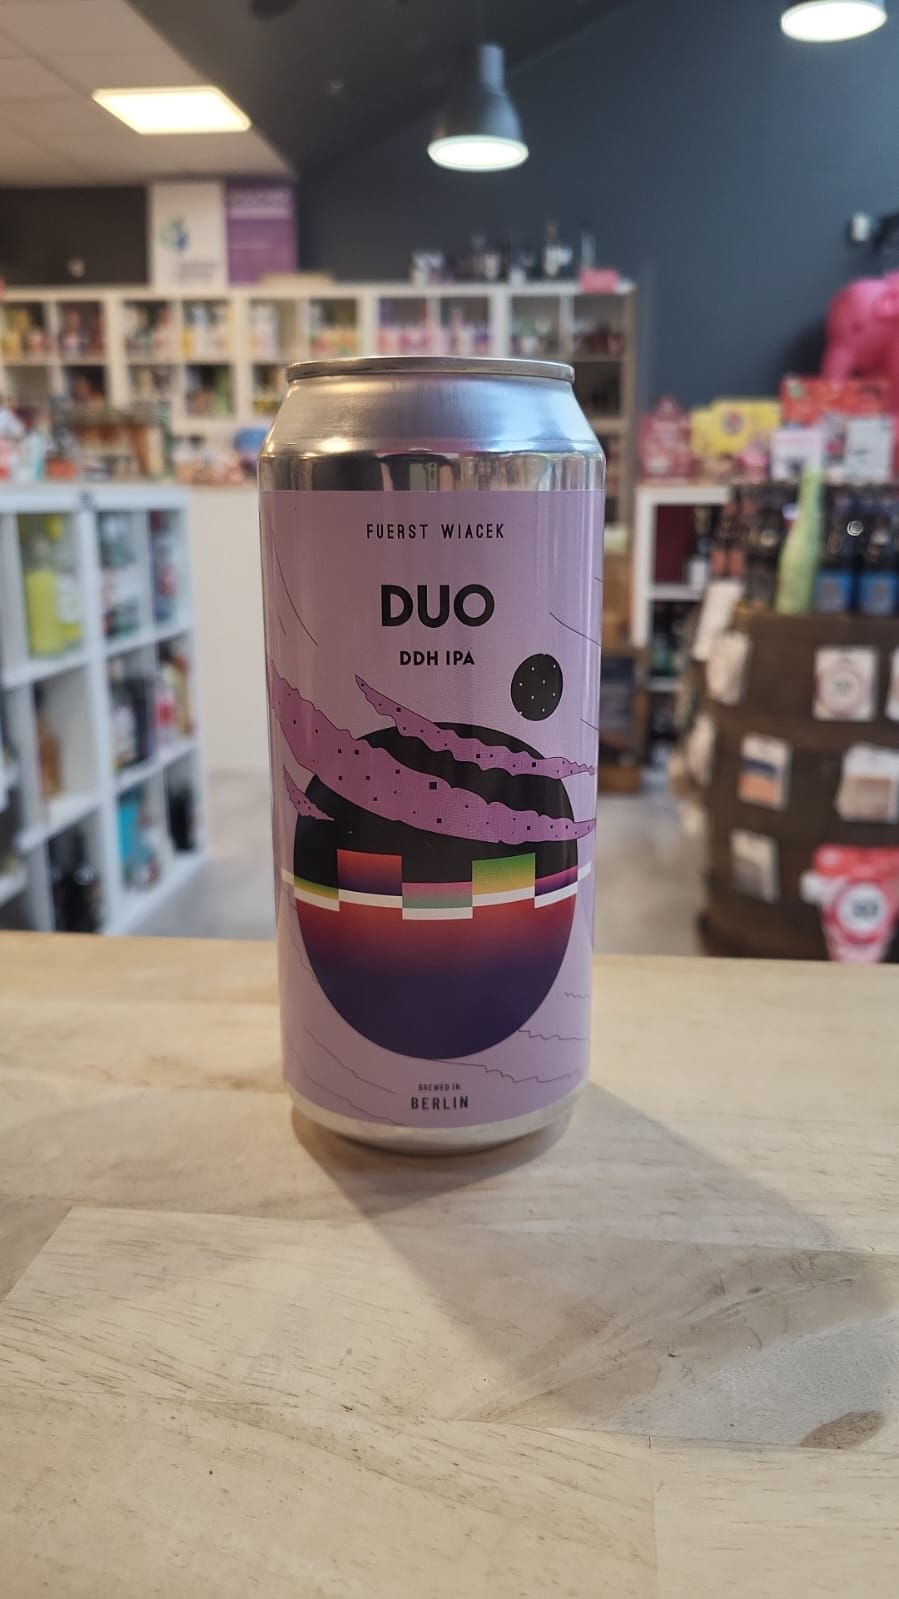 FUERST WIACEK
DUO
DDH IPA
BREWED IN
BERLIN